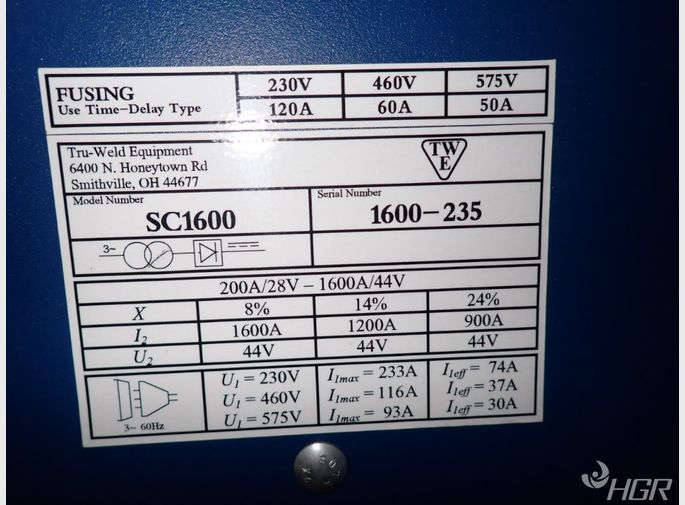 FUSING 230V 460V 575V
Use Time-Delay Type 120A 60A 50A
Tru-Weld Equipment
6400 N. Honeytown Rd
Smithville, OH 44677
TW
E
Model Number Serial Number
SC1600 1600-235
3~
200A/28V - 1600A/44V
X 8% 14% 24%
I2 1600A 1200A 900A
U2 44V 44V 44V
U1 = 230V I1max = 233A I1eff = 74A
U1 = 460V I1max = 116A I1eff = 37A
U1 = 575V I1max = 93A I1eff = 30A
3~ 60Hz
HGR